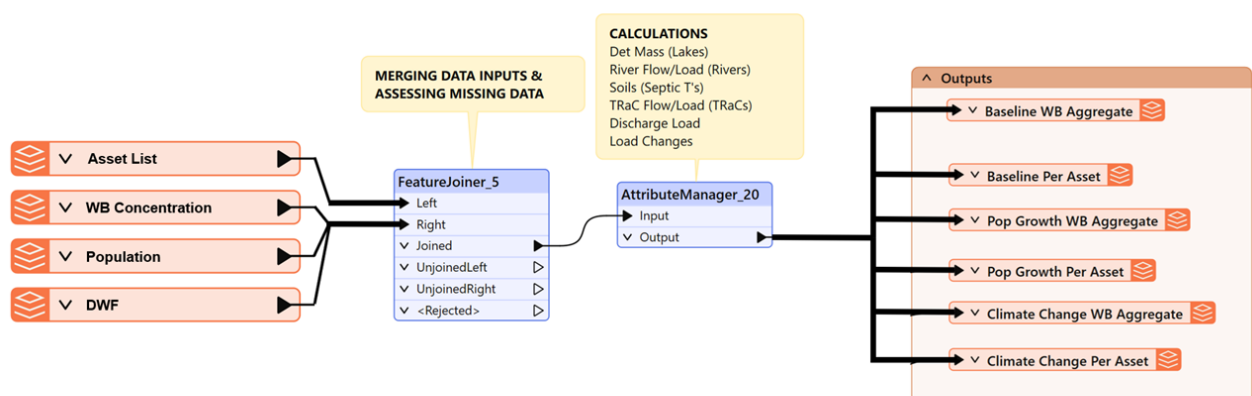 CALCULATIONS
Det Mass (Lakes)
River Flow/Load (Rivers)
Soils (Septic T's)
TRaC Flow/Load (TRaCs)
Discharge Load
Load Changes
MERGING DATA INPUTS &
ASSESSING MISSING DATA
Asset List
WB Concentration
Population
DWF
FeatureJoiner_5
Left
Right
Joined
UnjoinedLeft
UnjoinedRight
<Rejected>
AttributeManager_20
Input
Output
Outputs
Baseline WB Aggregate
Baseline Per Asset
Pop Growth WB Aggregate
Pop Growth Per Asset
Climate Change WB Aggregate
Climate Change Per Asset